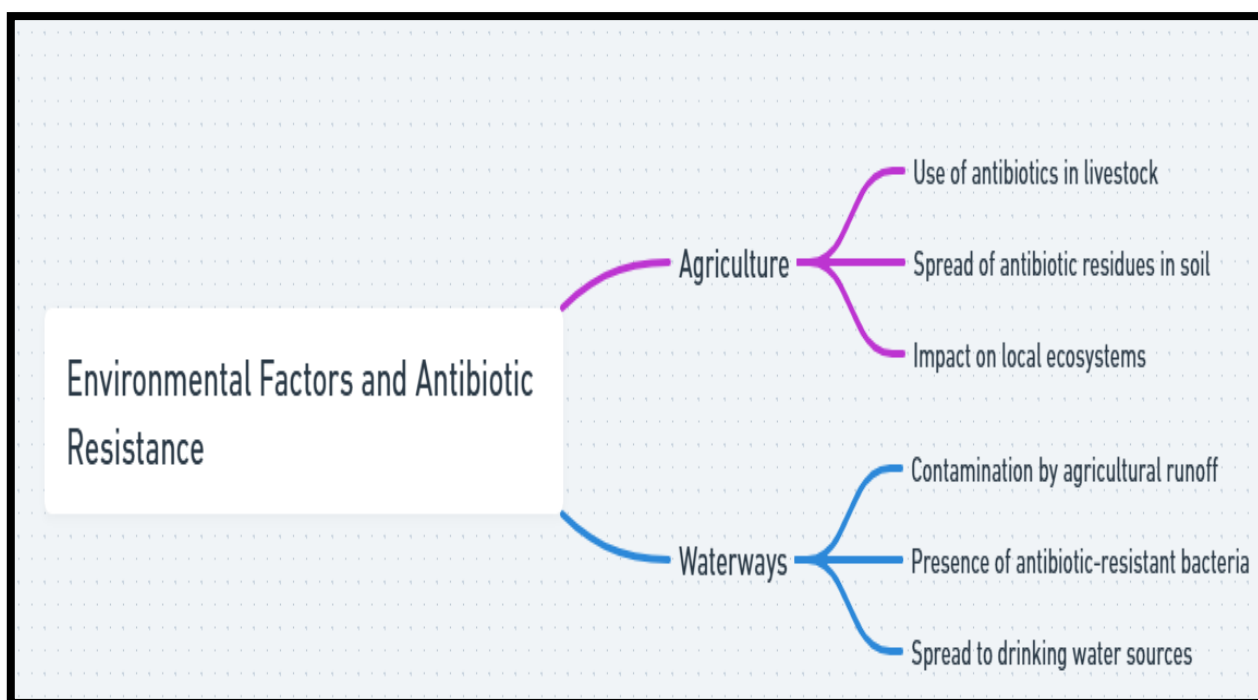 Environmental Factors and Antibiotic
Resistance
Agriculture
Use of antibiotics in livestock
Spread of antibiotic residues in soil
Impact on local ecosystems
Waterways
Contamination by agricultural runoff
Presence of antibiotic-resistant bacteria
Spread to drinking water sources